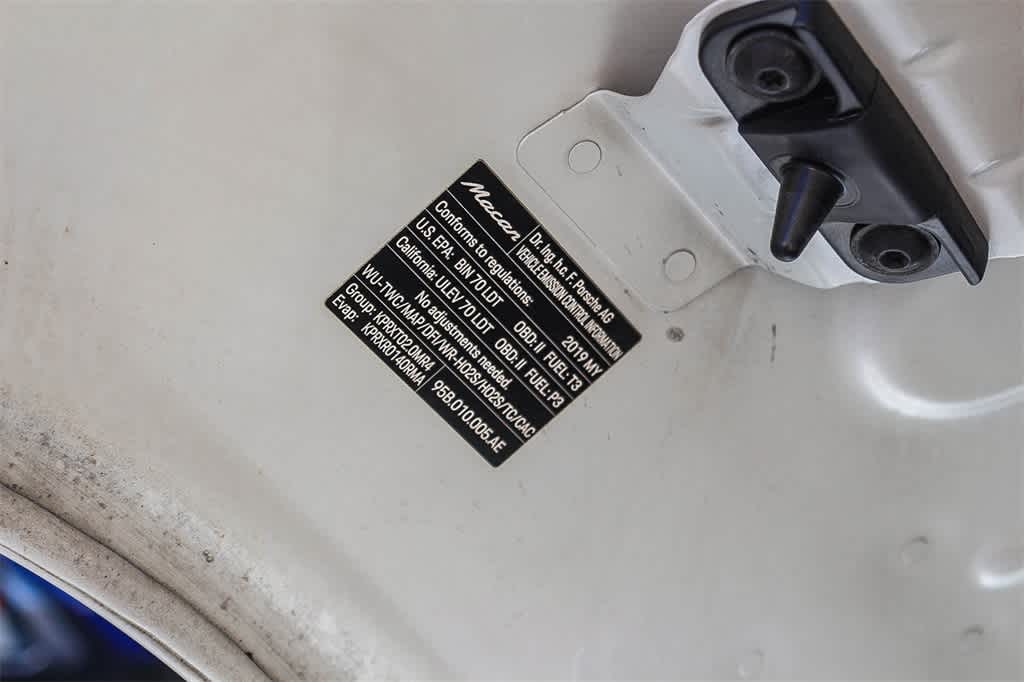 Macan
Dr. Ing. h.c. F. Porsche AG
VEHICLE EMISSION CONTROL INFORMATION
Conforms to regulations: 2019 MY
U.S. EPA: BIN 70 LDT OBD: II FUEL: T3
California: ULEV 70 LDT OBD: II FUEL: P3
No adjustments needed.
WU-TWC/MAP/DFI/WR-HO2S/HO2S/TC/CAC
Group: KPRXT02.0MR4
Evap: KPRXR0140RMA
95B.010.005.AE